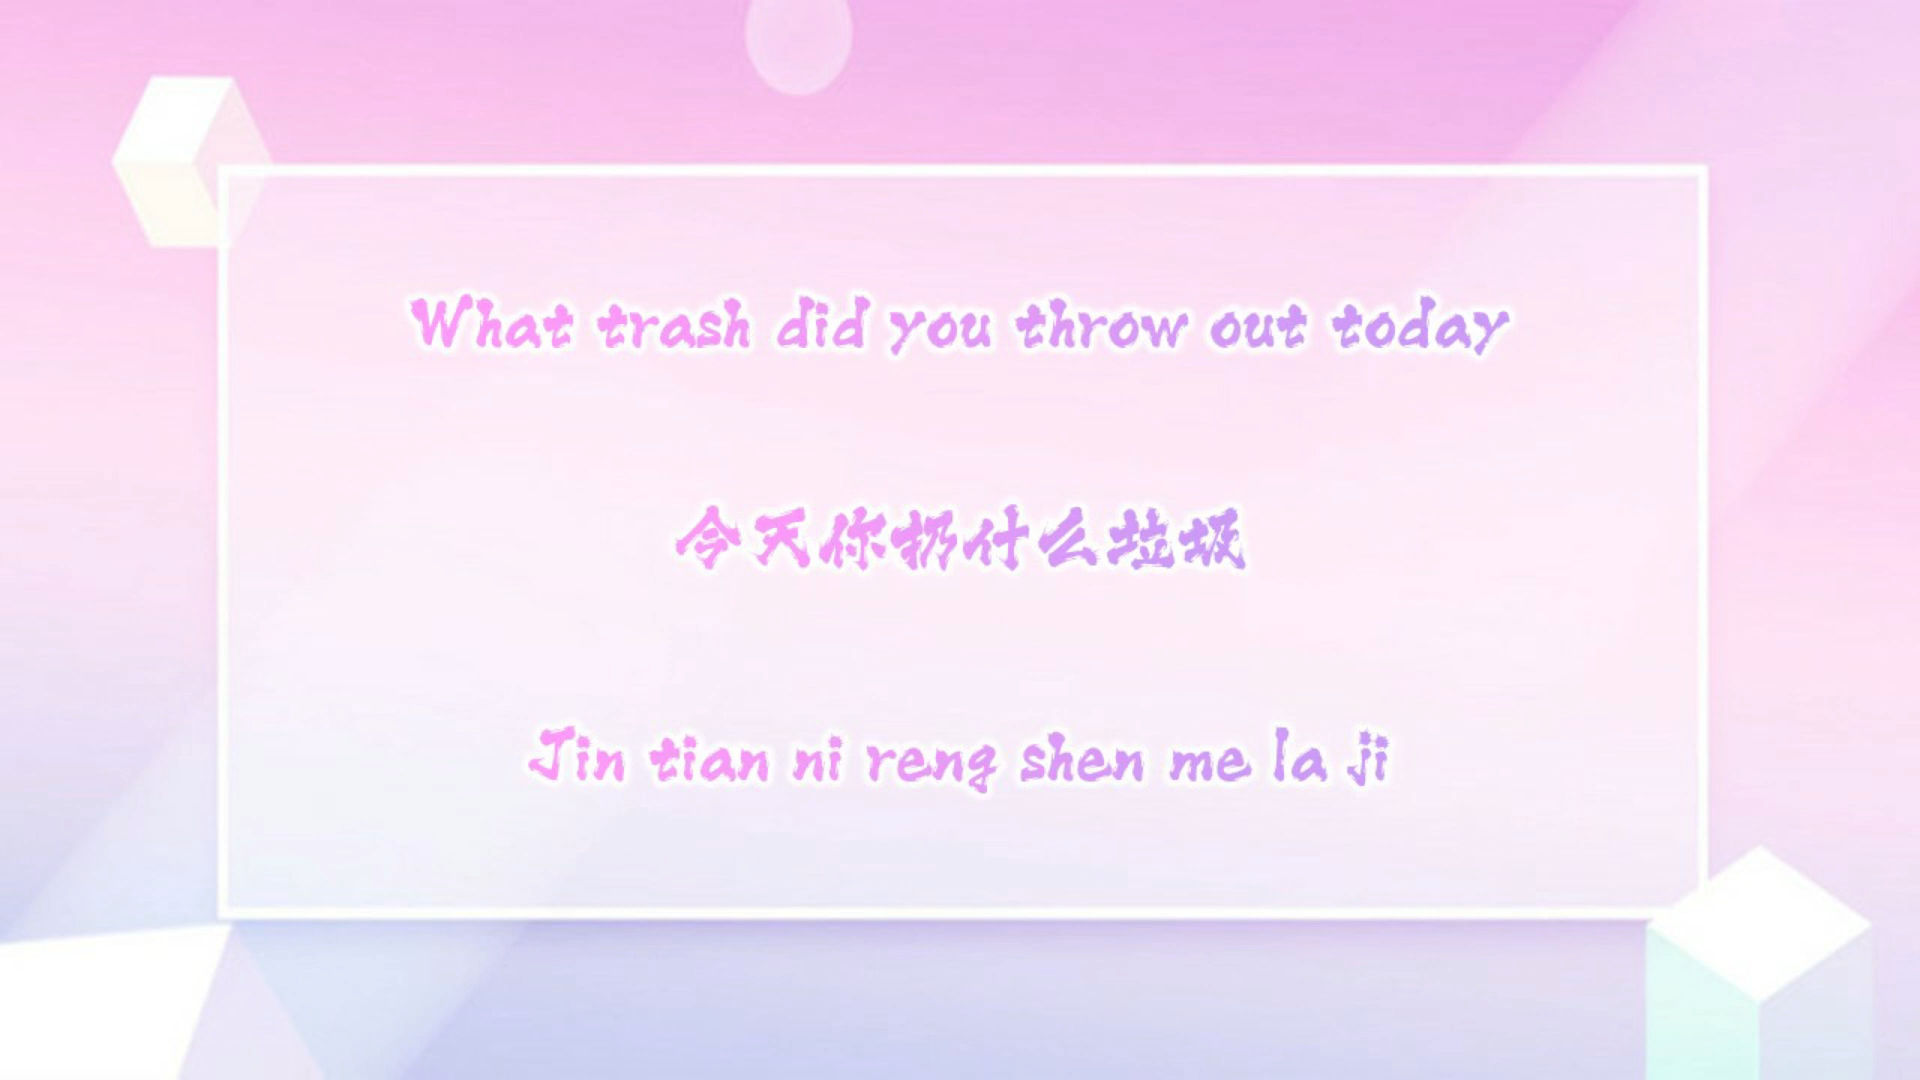 What trash did you throw out today
今天你扔什么垃圾
Jin tian ni reng shen me la ji